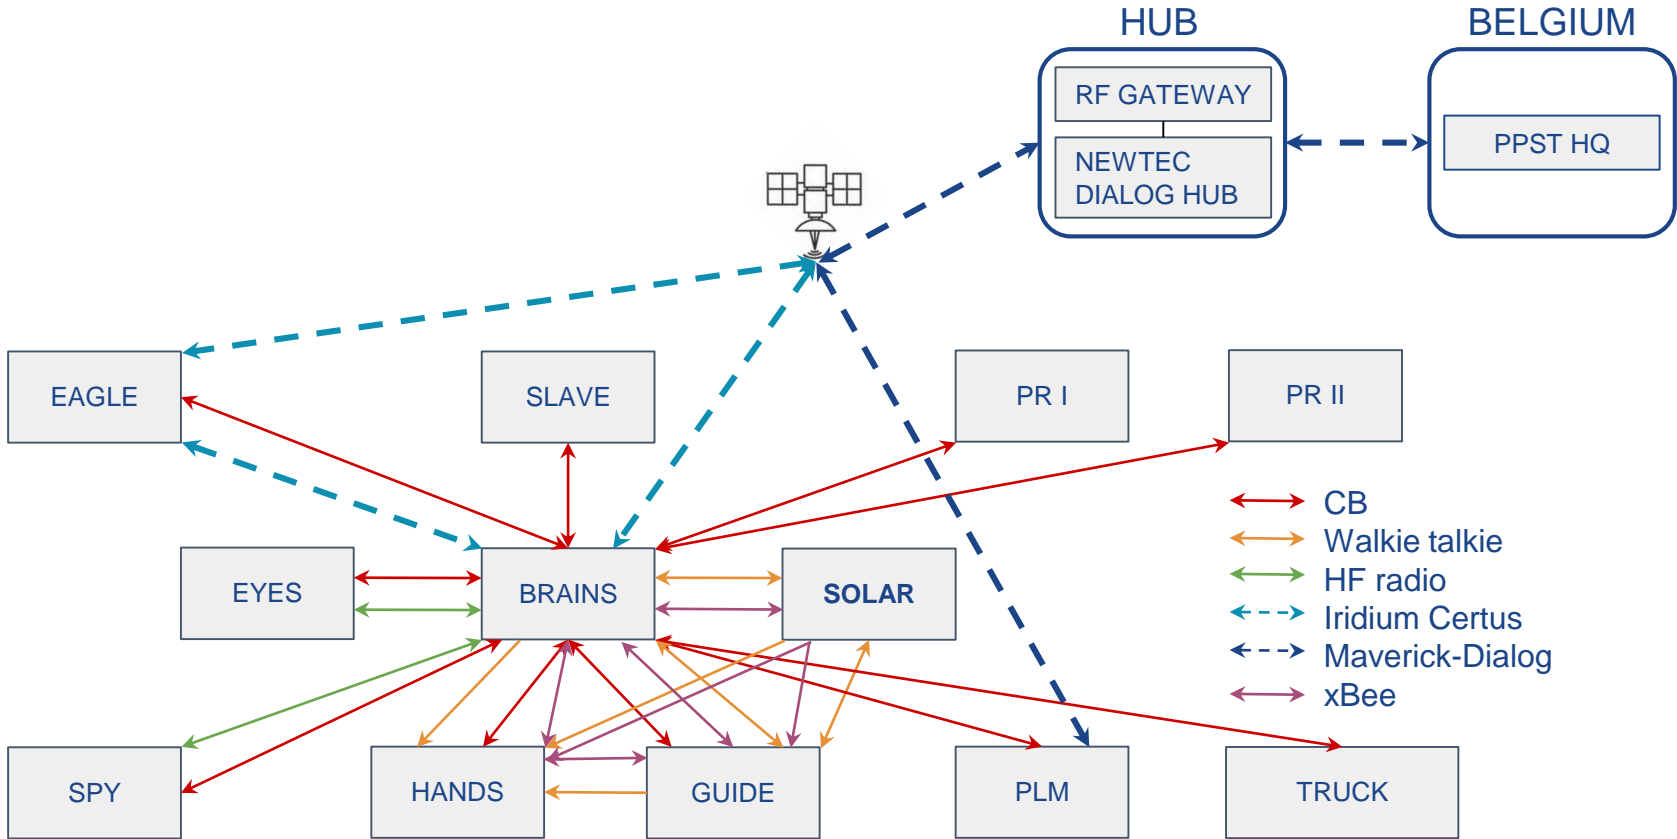 HUB
BELGIUM
RF GATEWAY
NEWTEC
DIALOG HUB
PPST HQ
EAGLE
SLAVE
PR I
PR II
CB
Walkie talkie
HF radio
Iridium Certus
Maverick-Dialog
xBee
EYES
BRAINS
SOLAR
SPY
HANDS
GUIDE
PLM
TRUCK